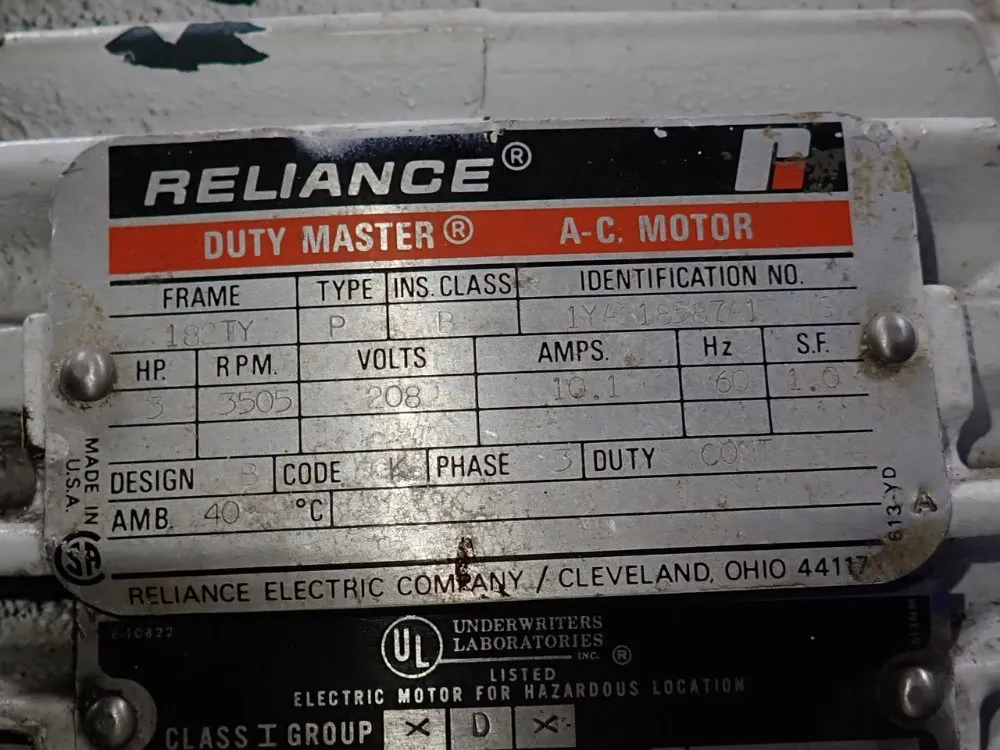 RELIANCE®
DUTY MASTER® A-C. MOTOR
FRAME TYPE INS. CLASS IDENTIFICATION NO.
182TY P B
HP. RPM. VOLTS AMPS. Hz S.F.
3 3505 208 10.1 60 1.0
DESIGN B CODE K PHASE 3 DUTY CONT
AMB. 40 °C
MADE IN U.S.A.
613-YD
A
RELIANCE ELECTRIC COMPANY / CLEVELAND, OHIO 44117
UL UNDERWRITERS
LABORATORIES
INC. ®
LISTED
ELECTRIC MOTOR FOR HAZARDOUS LOCATION
CLASS I GROUP X D X